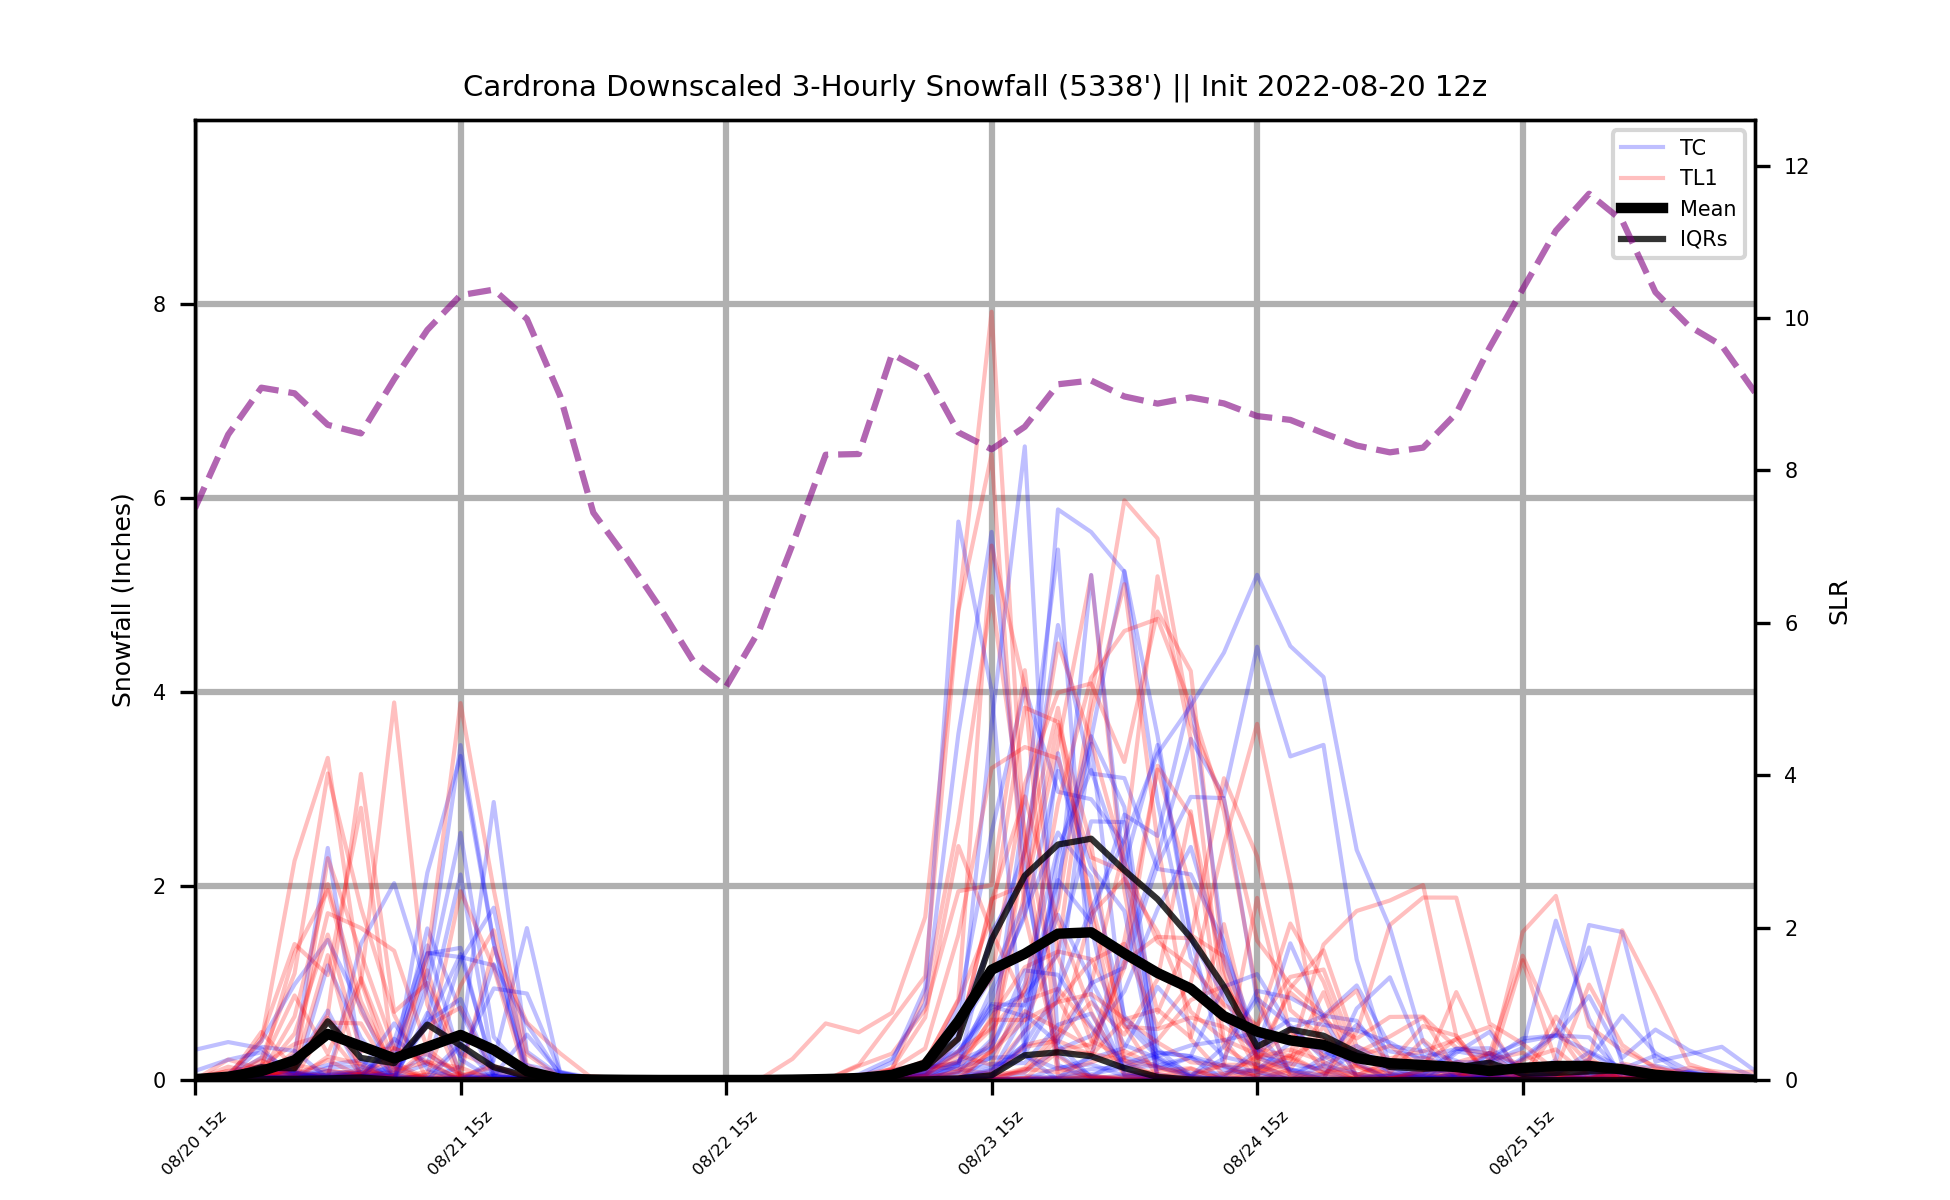 Cardrona Downscaled 3-Hourly Snowfall (5338') || Init 2022-08-20 12z
TC
TL1
Mean
IQRs
Snowfall (Inches)
8
6
4
2
0
SLR
12
10
8
6
4
2
0
08/20 15z
08/21 15z
08/22 15z
08/23 15z
08/24 15z
08/25 15z